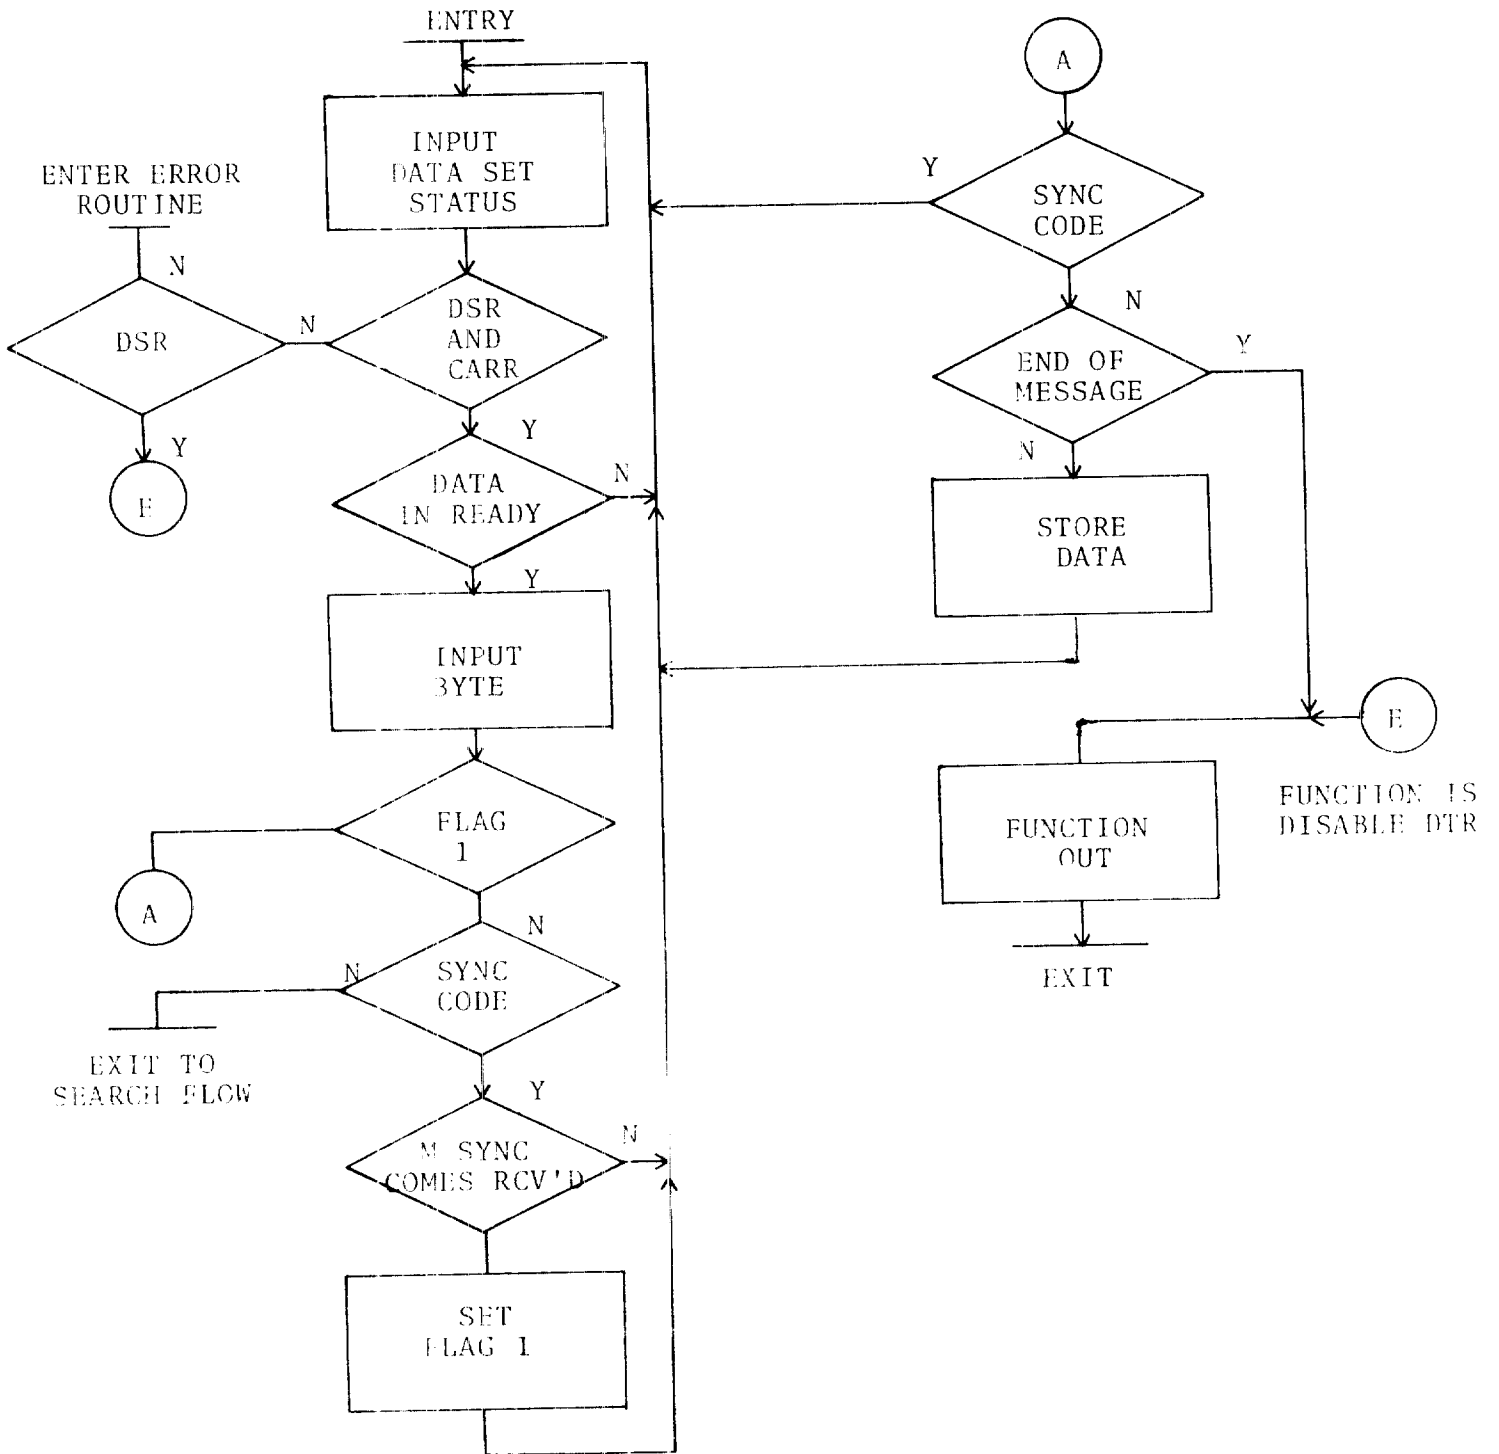 ENTRY
INPUT
DATA SET
STATUS
ENTER ERROR
ROUTINE
N
DSR
Y
E
N
DSR
AND
CARR
Y
DATA
IN READY
N
Y
INPUT
BYTE
FLAG
1
A
N
SYNC
CODE
N
EXIT TO
SEARCH FLOW
Y
M SYNC
COMES RCV'D
N
SET
FLAG 1
A
Y
SYNC
CODE
N
END OF
MESSAGE
Y
N
STORE
DATA
E
FUNCTION IS
DISABLE DTR
FUNCTION
OUT
EXIT